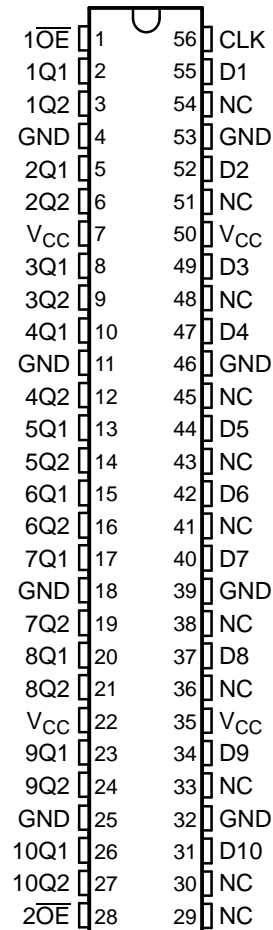 1O̅E̅ 1 56 CLK
1Q1 2 55 D1
1Q2 3 54 NC
GND 4 53 GND
2Q1 5 52 D2
2Q2 6 51 NC
VCC 7 50 VCC
3Q1 8 49 D3
3Q2 9 48 NC
4Q1 10 47 D4
GND 11 46 GND
4Q2 12 45 NC
5Q1 13 44 D5
5Q2 14 43 NC
6Q1 15 42 D6
6Q2 16 41 NC
7Q1 17 40 D7
GND 18 39 GND
7Q2 19 38 NC
8Q1 20 37 D8
8Q2 21 36 NC
VCC 22 35 VCC
9Q1 23 34 D9
9Q2 24 33 NC
GND 25 32 GND
10Q1 26 31 D10
10Q2 27 30 NC
2O̅E̅ 28 29 NC